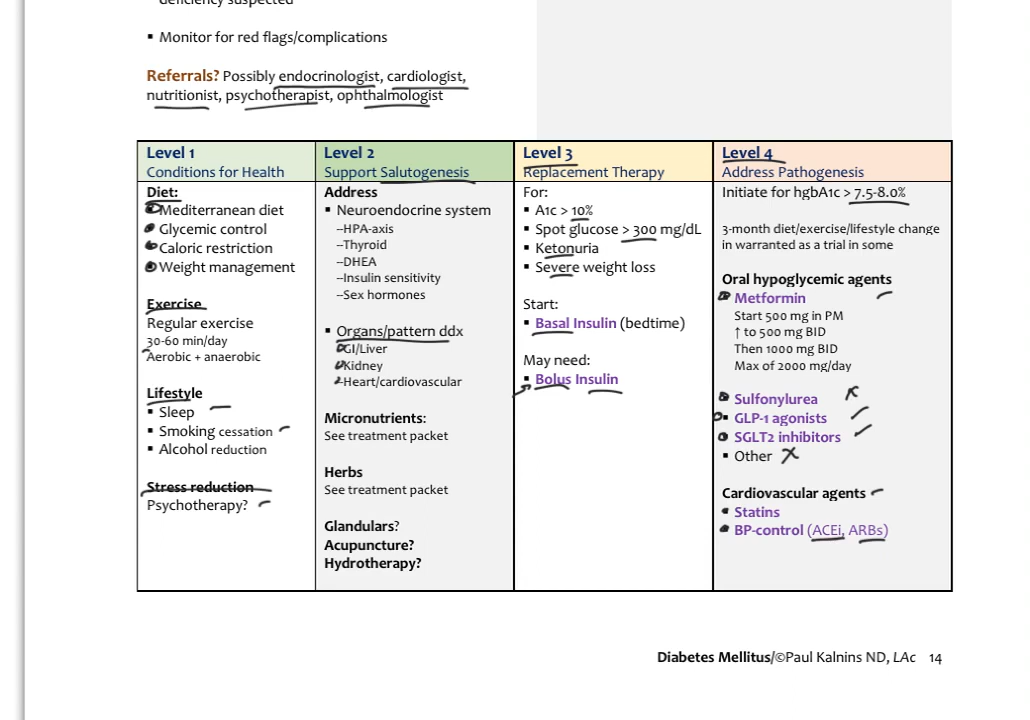 deficiency suspected
▪ Monitor for red flags/complications
Referrals? Possibly endocrinologist, cardiologist,
nutritionist, psychotherapist, ophthalmologist
Level 1
Conditions for Health
Diet:
Mediterranean diet
Glycemic control
Caloric restriction
Weight management
Exercise
Regular exercise
30-60 min/day
Aerobic + anaerobic
Lifestyle
▪ Sleep
▪ Smoking cessation
▪ Alcohol reduction
Stress reduction
Psychotherapy?
Level 2
Support Salutogenesis
Address
▪ Neuroendocrine system
–HPA-axis
–Thyroid
–DHEA
–Insulin sensitivity
–Sex hormones
▪ Organs/pattern ddx
GI/Liver
Kidney
Heart/cardiovascular
Micronutrients:
See treatment packet
Herbs
See treatment packet
Glandulars?
Acupuncture?
Hydrotherapy?
Level 3
Replacement Therapy
For:
▪ A1c > 10%
▪ Spot glucose > 300 mg/dL
▪ Ketonuria
▪ Severe weight loss
Start:
▪ Basal Insulin (bedtime)
May need:
▪ Bolus Insulin
Level 4
Address Pathogenesis
Initiate for hgbA1c > 7.5-8.0%
3-month diet/exercise/lifestyle change
in warranted as a trial in some
Oral hypoglycemic agents
▪ Metformin
Start 500 mg in PM
↑ to 500 mg BID
Then 1000 mg BID
Max of 2000 mg/day
▪ Sulfonylurea
▪ GLP-1 agonists
▪ SGLT2 inhibitors
▪ Other
Cardiovascular agents
▪ Statins
▪ BP-control (ACEi, ARBs)
Diabetes Mellitus/©Paul Kalnins ND, LAc 14